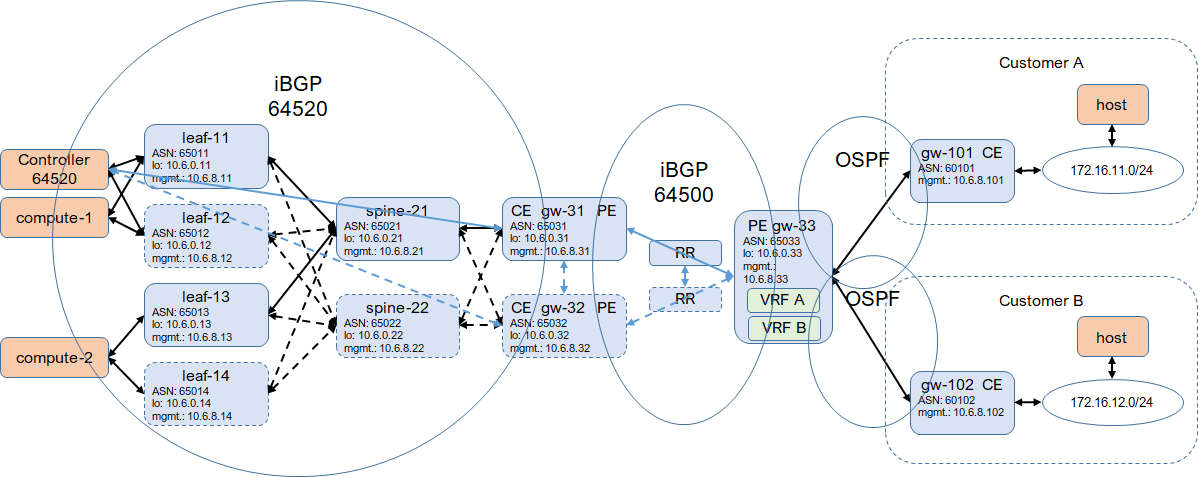 iBGP
64520
Controller
64520
compute-1
compute-2
leaf-11
ASN: 65011
lo: 10.6.0.11
mgmt.: 10.6.8.11
leaf-12
ASN: 65012
lo: 10.6.0.12
mgmt.: 10.6.8.12
leaf-13
ASN: 65013
lo: 10.6.0.13
mgmt.: 10.6.8.13
leaf-14
ASN: 65014
lo: 10.6.0.14
mgmt.: 10.6.8.14
spine-21
ASN: 65021
lo: 10.6.0.21
mgmt.: 10.6.8.21
spine-22
ASN: 65022
lo: 10.6.0.22
mgmt.: 10.6.8.22
CE gw-31 PE
ASN: 65031
lo: 10.6.0.31
mgmt.: 10.6.8.31
CE gw-32 PE
ASN: 65032
lo: 10.6.0.32
mgmt.: 10.6.8.32
iBGP
64500
RR
RR
PE gw-33
ASN: 65033
lo: 10.6.0.33
mgmt.:
10.6.8.33
VRF A
VRF B
OSPF
OSPF
Customer A
host
gw-101 CE
ASN: 60101
mgmt.: 10.6.8.101
172.16.11.0/24
Customer B
host
gw-102 CE
ASN: 60102
mgmt.: 10.6.8.102
172.16.12.0/24